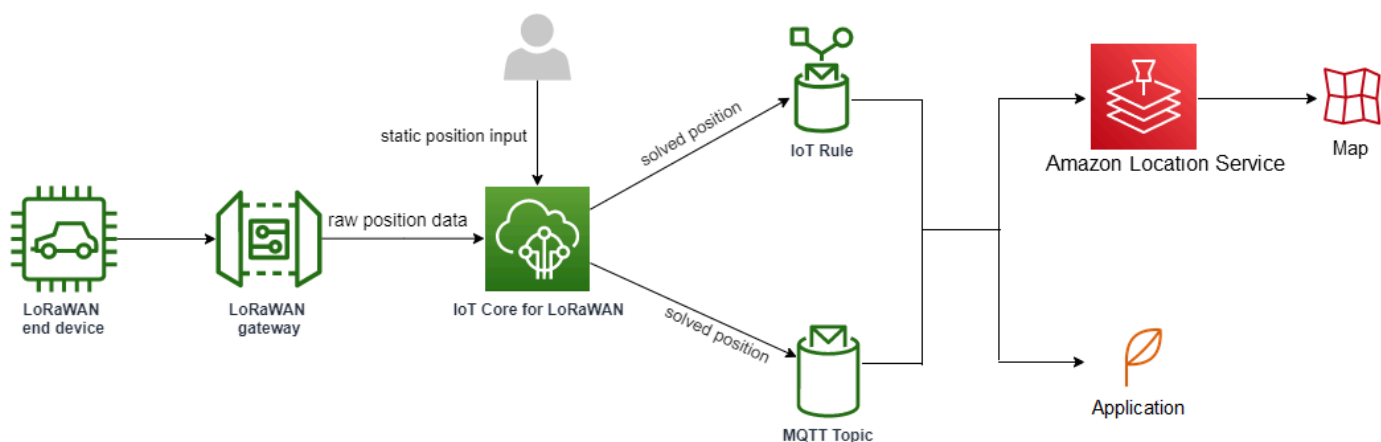 static position input
solved position
IoT Rule
Amazon Location Service
Map
raw position data
LoRaWAN
end device
LoRaWAN
gateway
IoT Core for LoRaWAN
solved position
MQTT Topic
Application